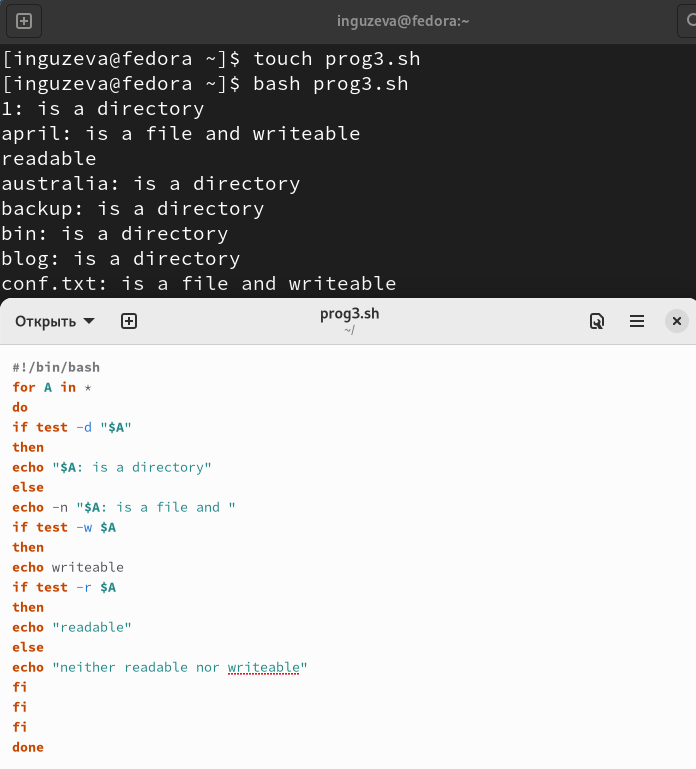 inguzeva@fedora:~
[inguzeva@fedora ~]$ touch prog3.sh
[inguzeva@fedora ~]$ bash prog3.sh
1: is a directory
april: is a file and writeable
readable
australia: is a directory
backup: is a directory
bin: is a directory
blog: is a directory
conf.txt: is a file and writeable
Открыть
prog3.sh
~/
#!/bin/bash
for A in *
do
if test -d "$A"
then
echo "$A: is a directory"
else
echo -n "$A: is a file and "
if test -w $A
then
echo writeable
if test -r $A
then
echo "readable"
else
echo "neither readable nor writeable"
fi
fi
fi
done